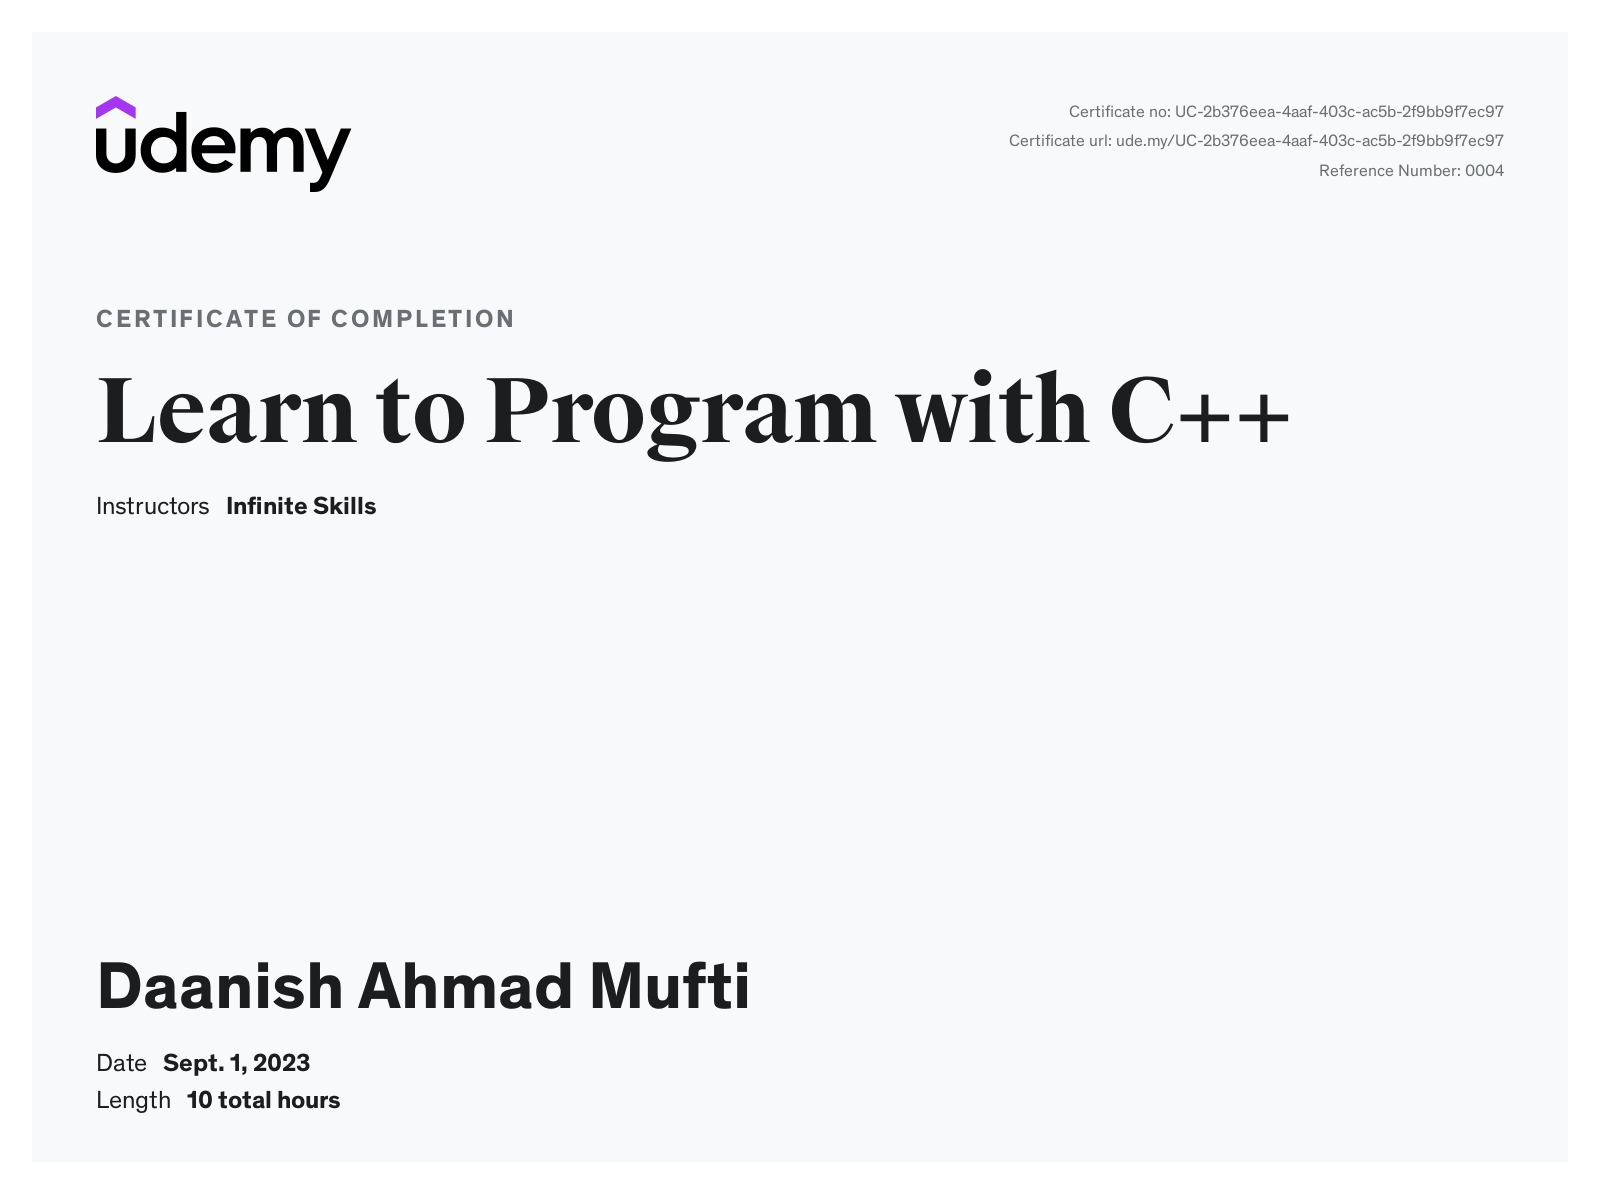 udemy
Certificate no: UC-2b376eea-4aaf-403c-ac5b-2f9bb9f7ec97
Certificate url: ude.my/UC-2b376eea-4aaf-403c-ac5b-2f9bb9f7ec97
Reference Number: 0004
CERTIFICATE OF COMPLETION
Learn to Program with C++
Instructors Infinite Skills
Daanish Ahmad Mufti
Date Sept. 1, 2023
Length 10 total hours